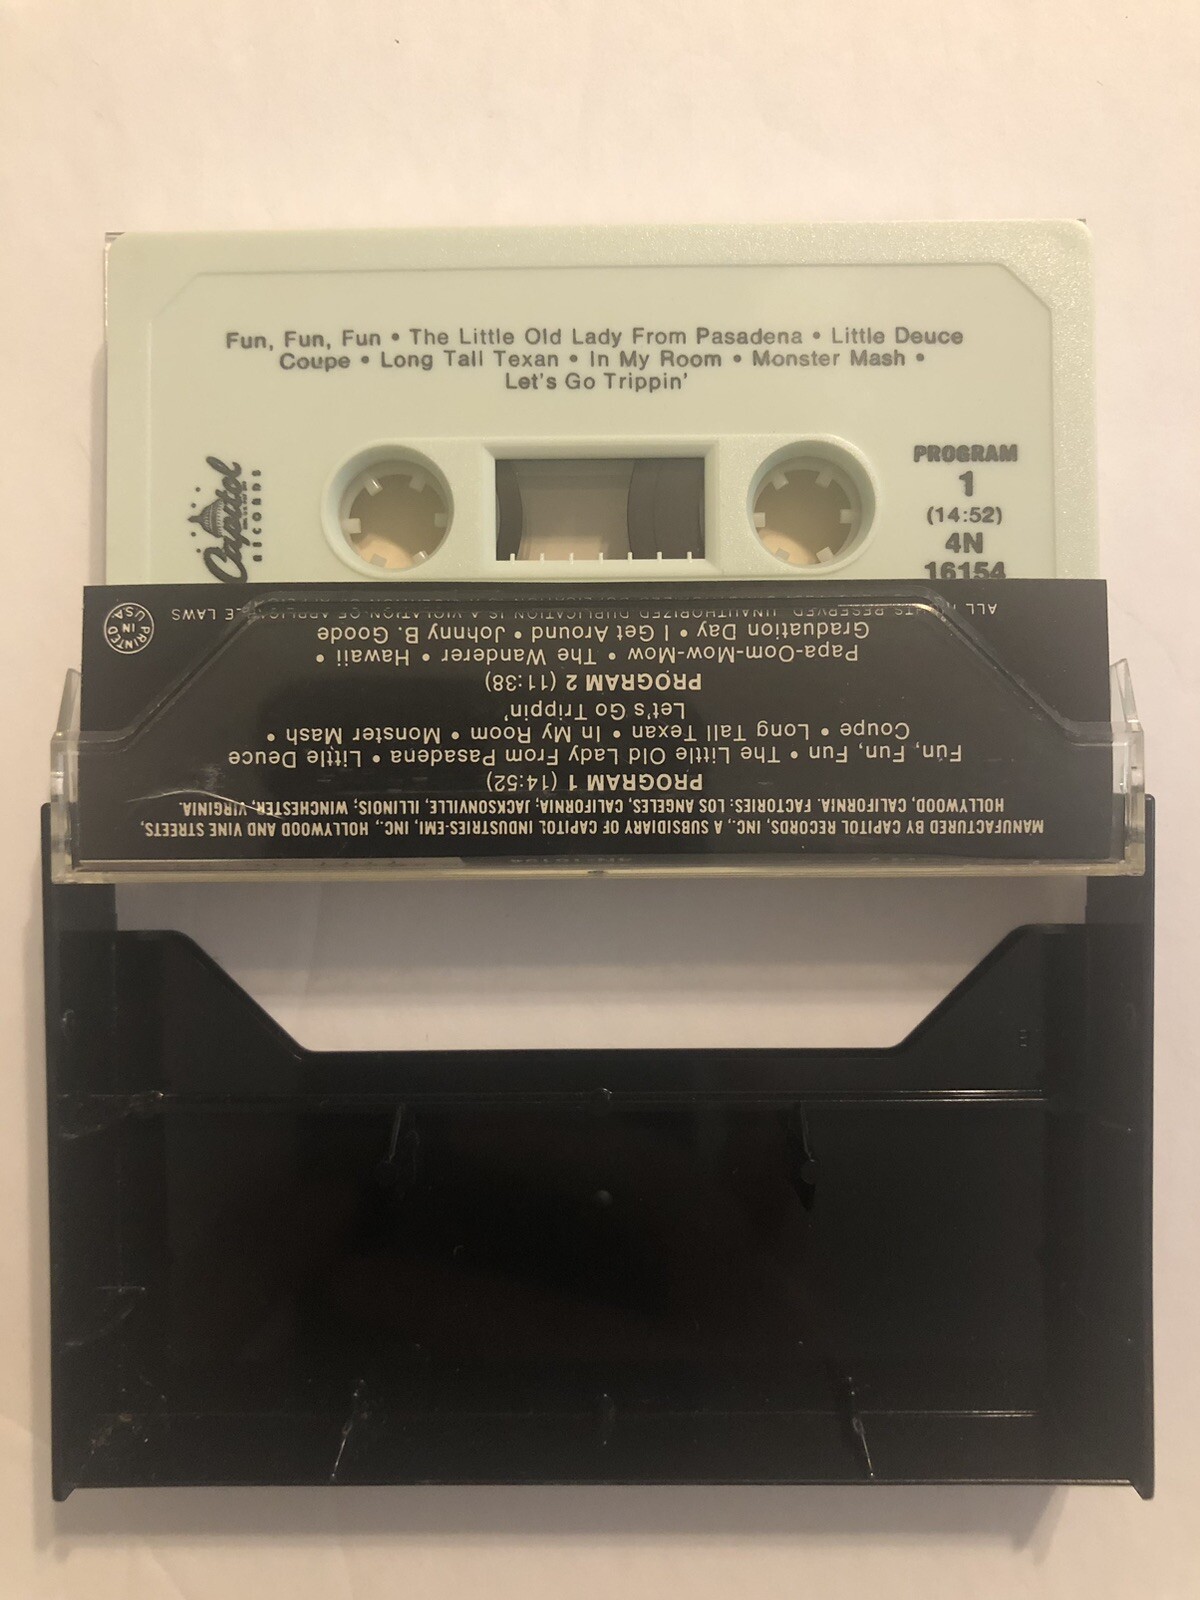 Fun, Fun, Fun • The Little Old Lady From Pasadena • Little Deuce
Coupe • Long Tall Texan • In My Room • Monster Mash •
Let's Go Trippin'
Capitol
RECORDS
PROGRAM
1
(14:52)
4N
16154
MANUFACTURED BY CAPITOL RECORDS, INC., A SUBSIDIARY OF CAPITOL INDUSTRIES-EMI, INC., HOLLYWOOD AND VINE STREETS,
HOLLYWOOD, CALIFORNIA. FACTORIES: LOS ANGELES, CALIFORNIA; JACKSONVILLE, ILLINOIS; WINCHESTER, VIRGINIA.
PROGRAM 1 (14:52)
Fun, Fun, Fun • The Little Old Lady From Pasadena • Little Deuce
Coupe • Long Tall Texan • In My Room • Monster Mash •
Let's Go Trippin'
PROGRAM 2 (11:38)
Papa-Oom-Mow-Mow • The Wanderer • Hawaii •
Graduation Day • I Get Around • Johnny B. Goode
ALL RESERVED. UNAUTHORIZED DUPLICATION IS A VIOLATION OF LAWS
PRINTED
IN
USA